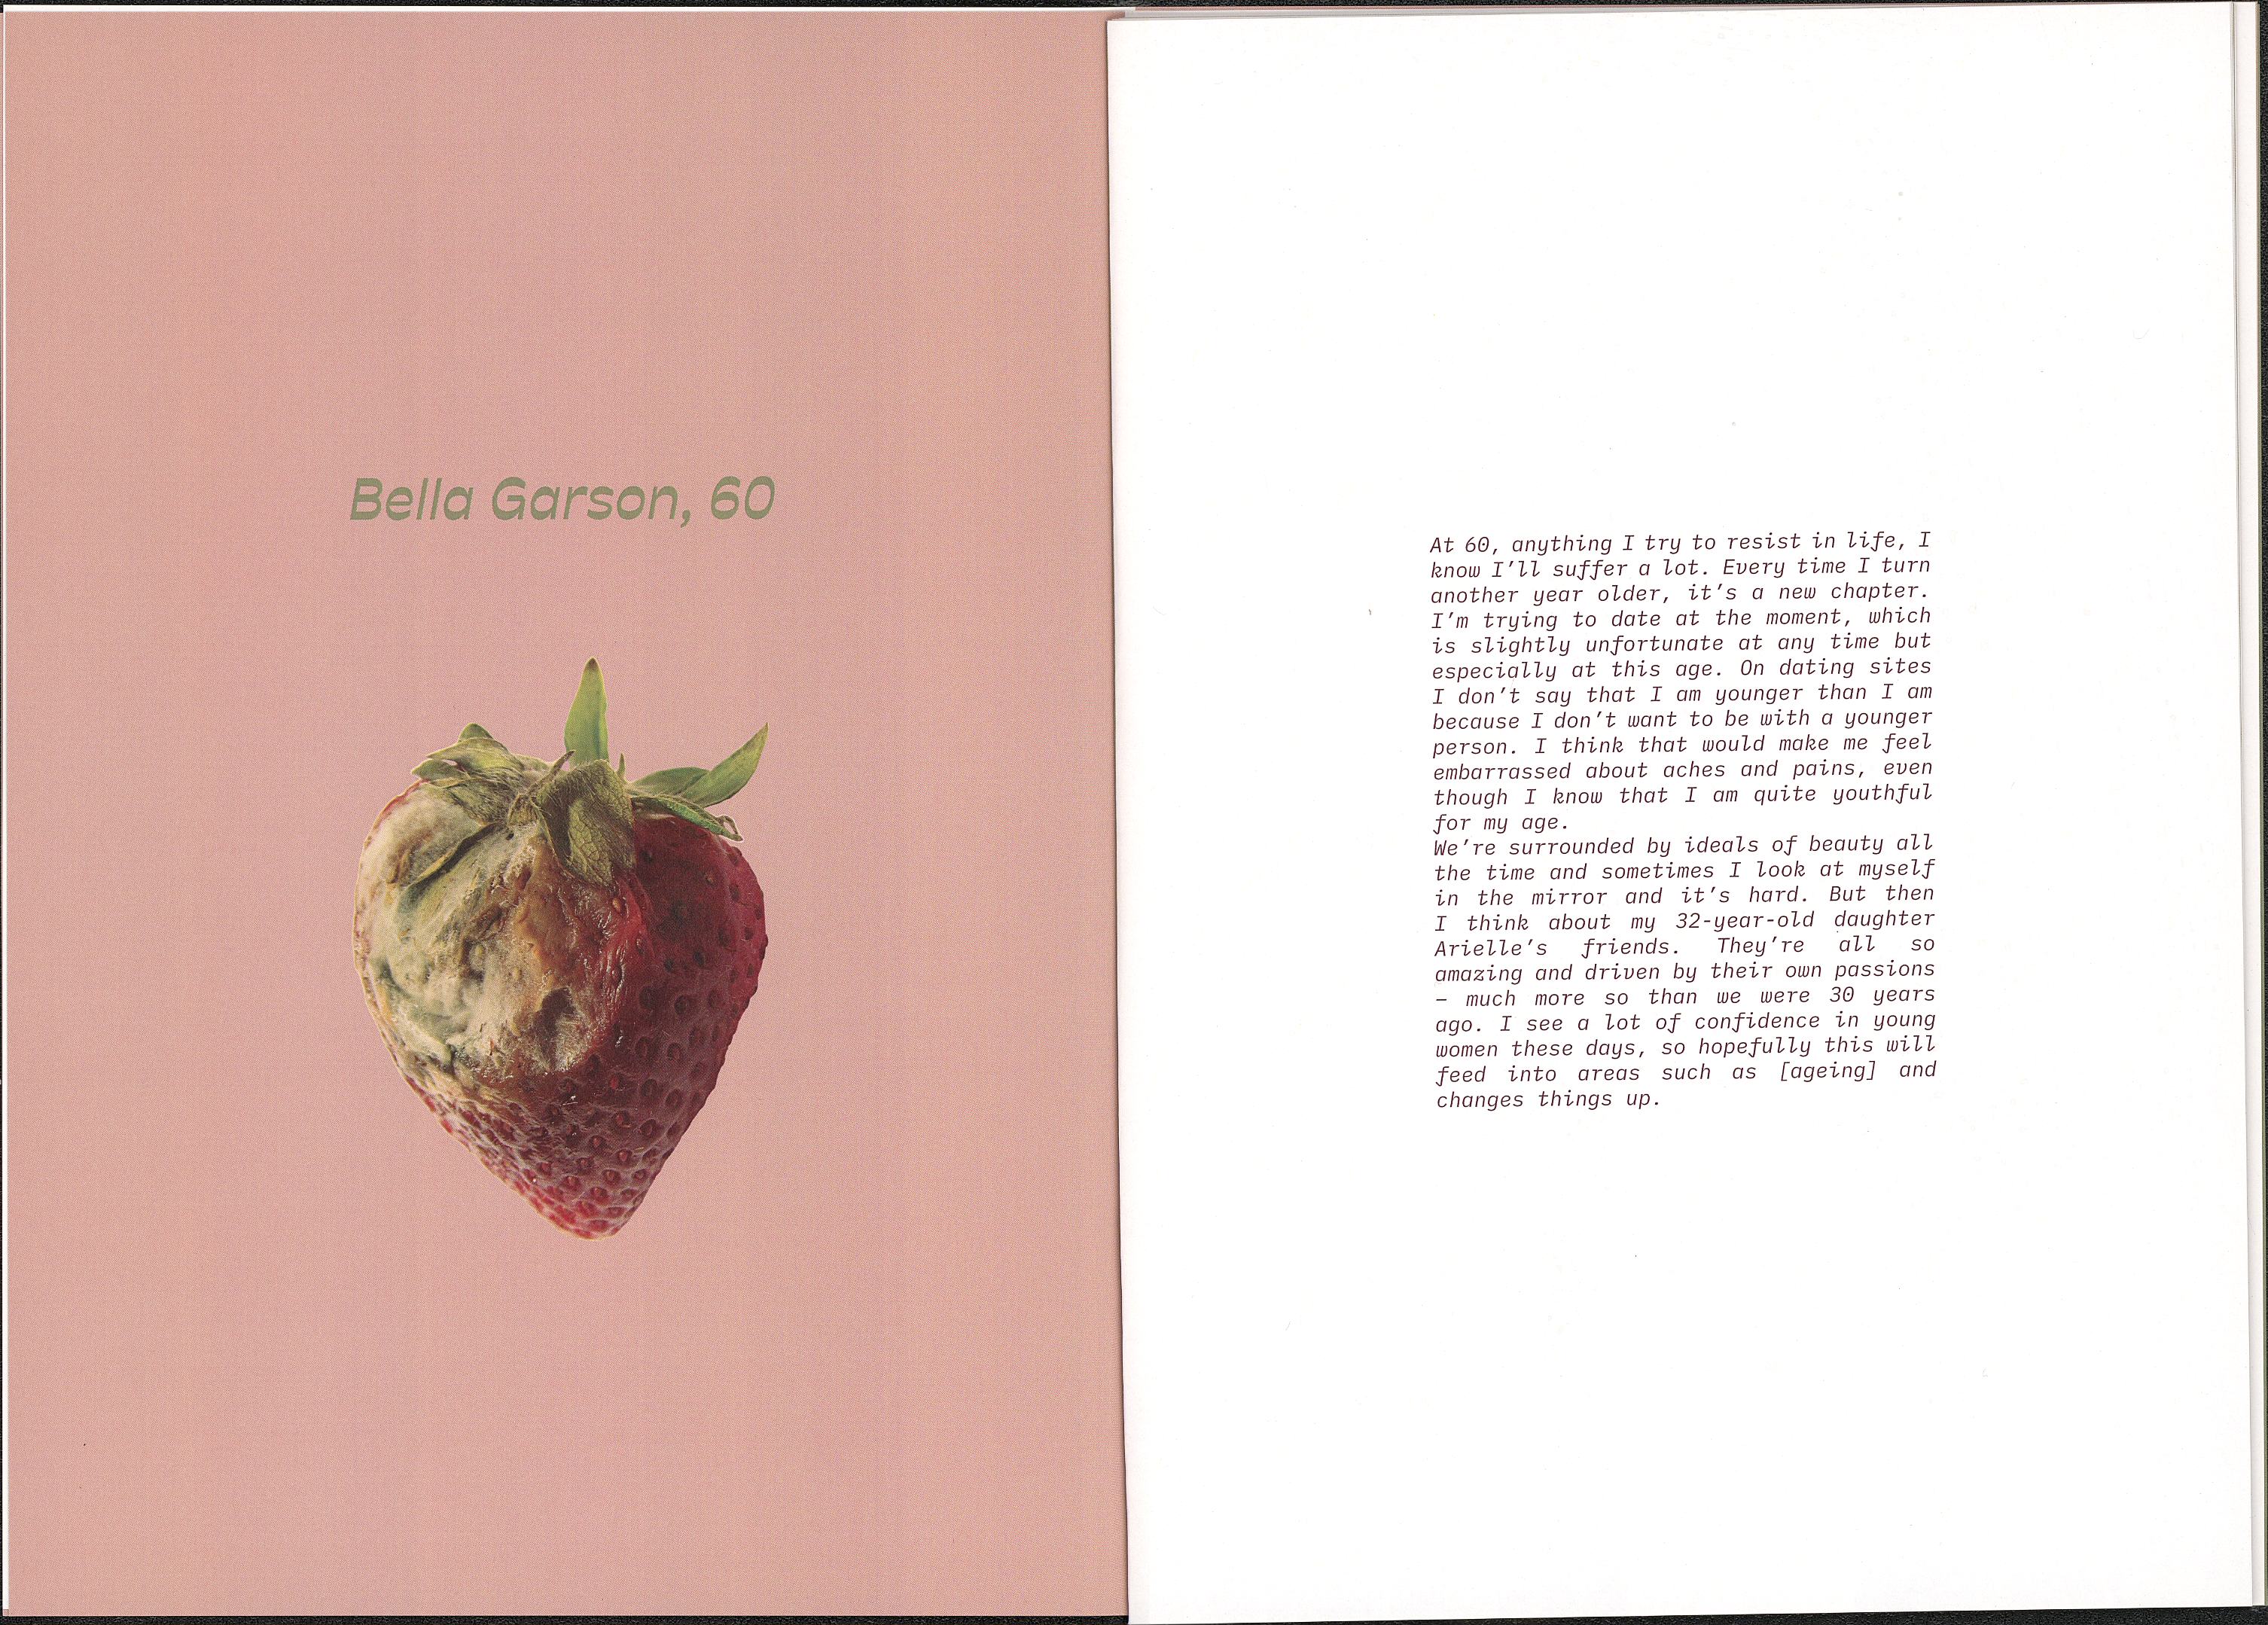 Bella Garson, 60
At 60, anything I try to resist in life, I
know I'll suffer a lot. Every time I turn
another year older, it's a new chapter.
I'm trying to date at the moment, which
is slightly unfortunate at any time but
especially at this age. On dating sites
I don't say that I am younger than I am
because I don't want to be with a younger
person. I think that would make me feel
embarrassed about aches and pains, even
though I know that I am quite youthful
for my age.
We're surrounded by ideals of beauty all
the time and sometimes I look at myself
in the mirror and it's hard. But then
I think about my 32-year-old daughter
Arielle's friends. They're all so
amazing and driven by their own passions
– much more so than we were 30 years
ago. I see a lot of confidence in young
women these days, so hopefully this will
feed into areas such as [ageing] and
changes things up.